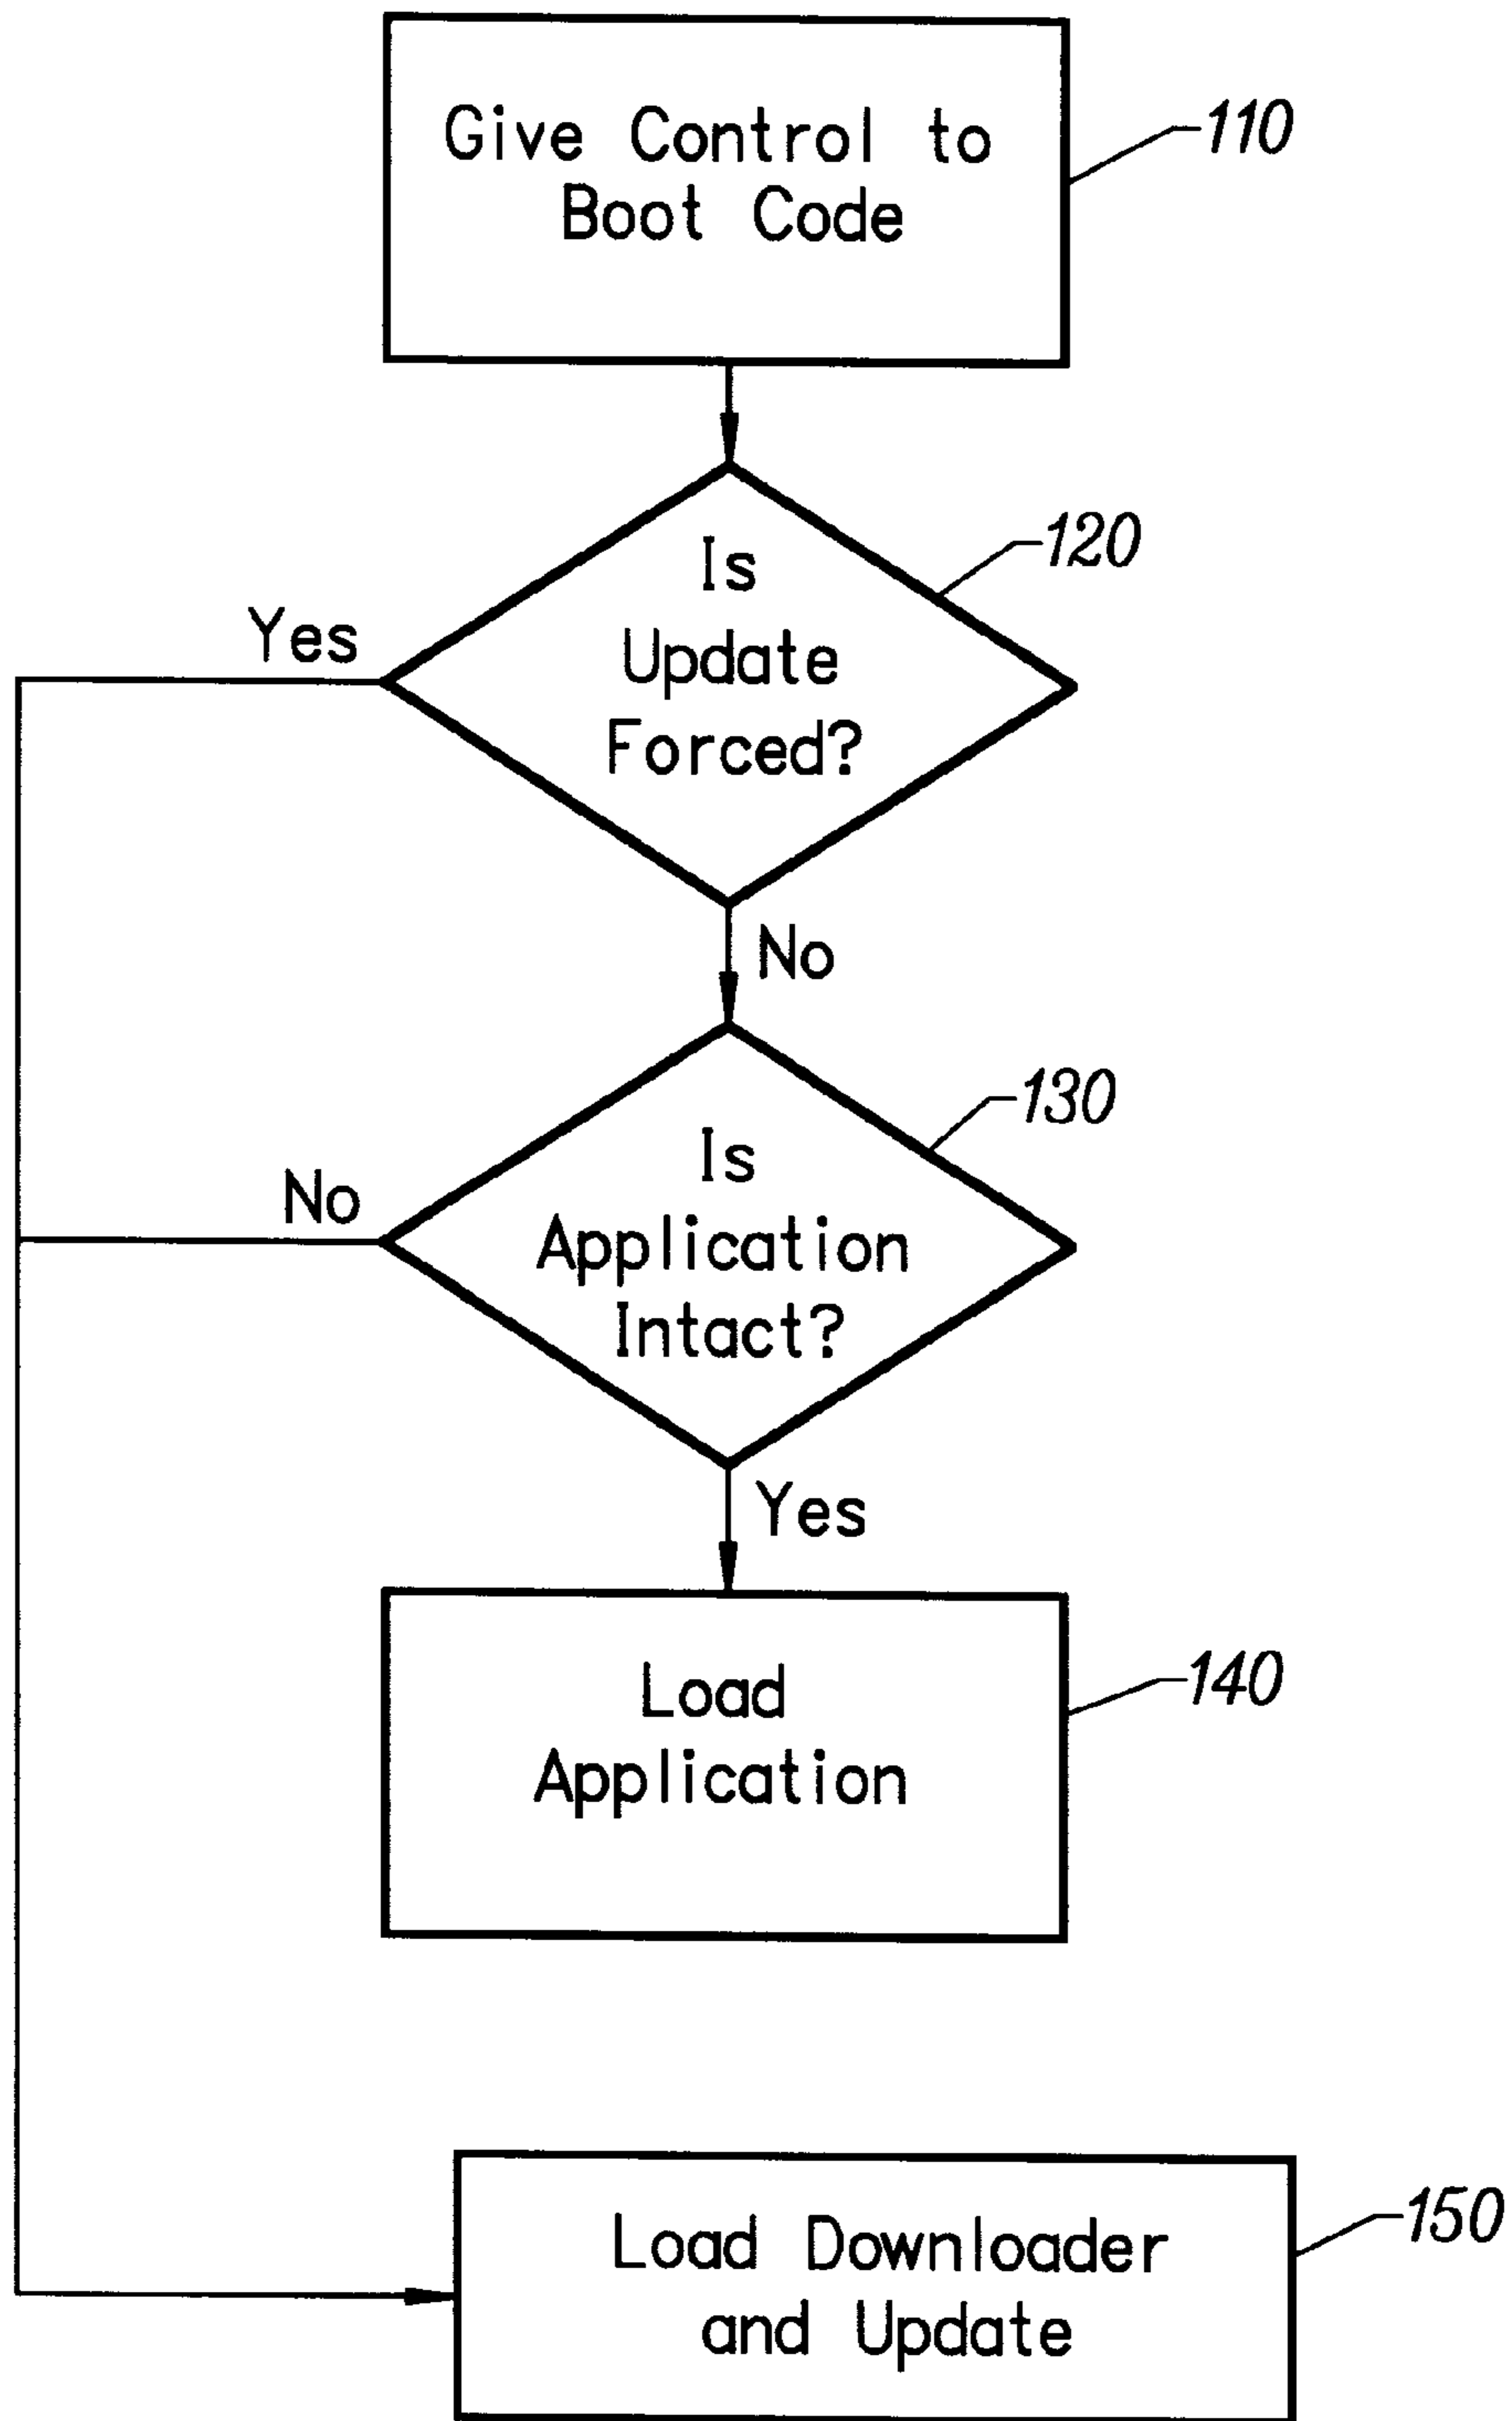 Give Control to
Boot Code
110
Is
Update
Forced?
120
Yes
No
Is
Application
Intact?
130
No
Yes
Load
Application
140
Load Downloader
and Update
150